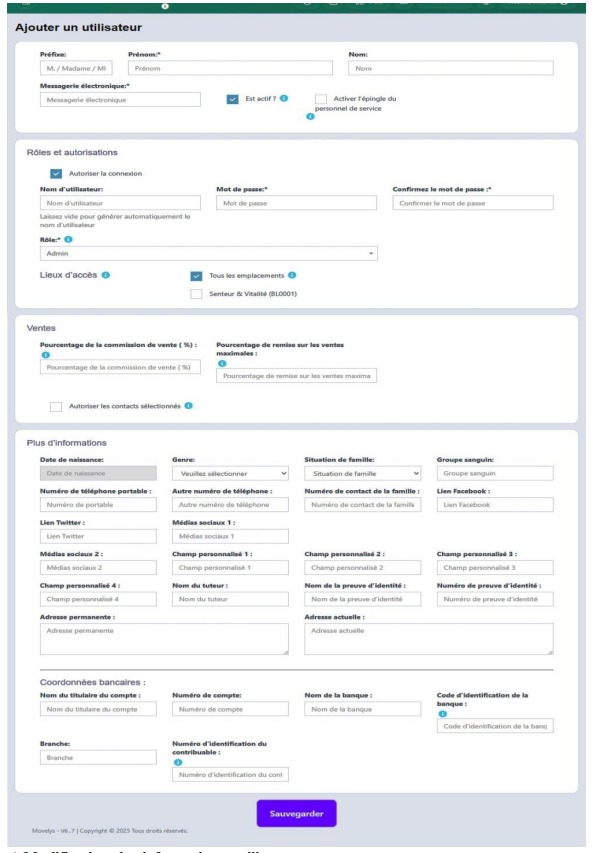 Ajouter un utilisateur
Préfixe: Prénom:* Nom:
M. / Madame / Ml Prénom Nom
Messagerie électronique:*
Messagerie électronique Est actif ? Activer l'épingle du
personnel de service
Rôles et autorisations
Autoriser la connexion
Nom d'utilisateur: Mot de passe:* Confirmez le mot de passe :*
Nom d'utilisateur Mot de passe Confirmer le mot de passe
Laissez vide pour générer automatiquement le
nom d'utilisateur
Rôle:*
Admin
Lieux d'accès Tous les emplacements
Senteur & Vitalité (BL0001)
Ventes
Pourcentage de la commission de vente ( %) : Pourcentage de remise sur les ventes
maximales :
Pourcentage de la commission de vente ( %)
Pourcentage de remise sur les ventes maxima
Autoriser les contacts sélectionnés
Plus d'informations
Date de naissance: Genre: Situation de famille: Groupe sanguin:
Date de naissance Veuillez sélectionner Situation de famille Groupe sanguin
Numéro de téléphone portable : Autre numéro de téléphone : Numéro de contact de la famille : Lien Facebook :
Numéro de portable Autre numéro de téléphone Numéro de contact de la famille Lien Facebook
Lien Twitter : Médias sociaux 1 :
Lien Twitter Médias sociaux 1
Médias sociaux 2 : Champ personnalisé 1 : Champ personnalisé 2 : Champ personnalisé 3 :
Médias sociaux 2 Champ personnalisé 1 Champ personnalisé 2 Champ personnalisé 3
Champ personnalisé 4 : Nom du tuteur : Nom de la preuve d'identité : Numéro de preuve d'identité :
Champ personnalisé 4 Nom du tuteur Nom de la preuve d'identité Numéro de preuve d'identité
Adresse permanente : Adresse actuelle :
Adresse permanente Adresse actuelle
Coordonnées bancaires :
Nom du titulaire du compte : Numéro de compte: Nom de la banque : Code d'identification de la
banque :
Nom du titulaire du compte Numéro de compte Nom de la banque
Code d'identification de la banq
Branche: Numéro d'identification du
contribuable :
Branche
Numéro d'identification du cont
Sauvegarder
Movelys - V6.7 | Copyright © 2025 Tous droits réservés.